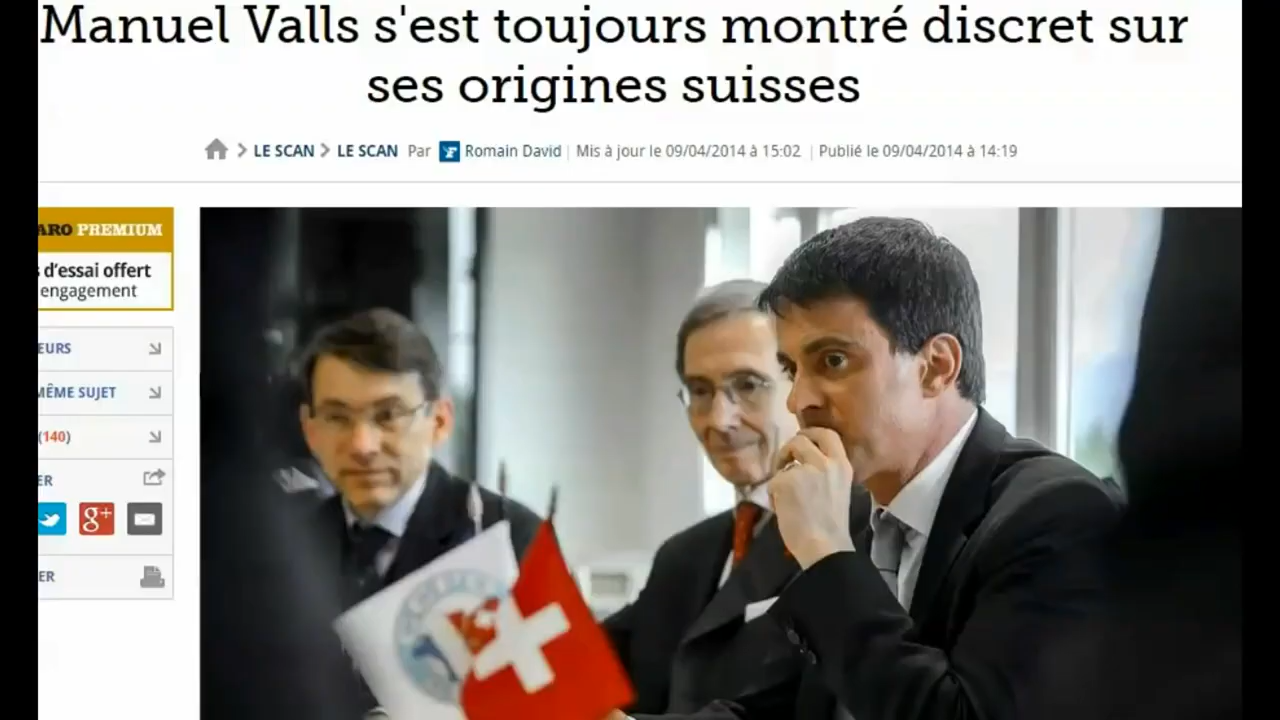 Manuel Valls s'est toujours montré discret sur
ses origines suisses
LE SCAN LE SCAN Par Romain David Mis à jour le 09/04/2014 à 15:02 Publié le 09/04/2014 à 14:19
ARO PREMIUM
s d'essai offert
engagement
EURS
MÊME SUJET
(140)
ER
g+
ER